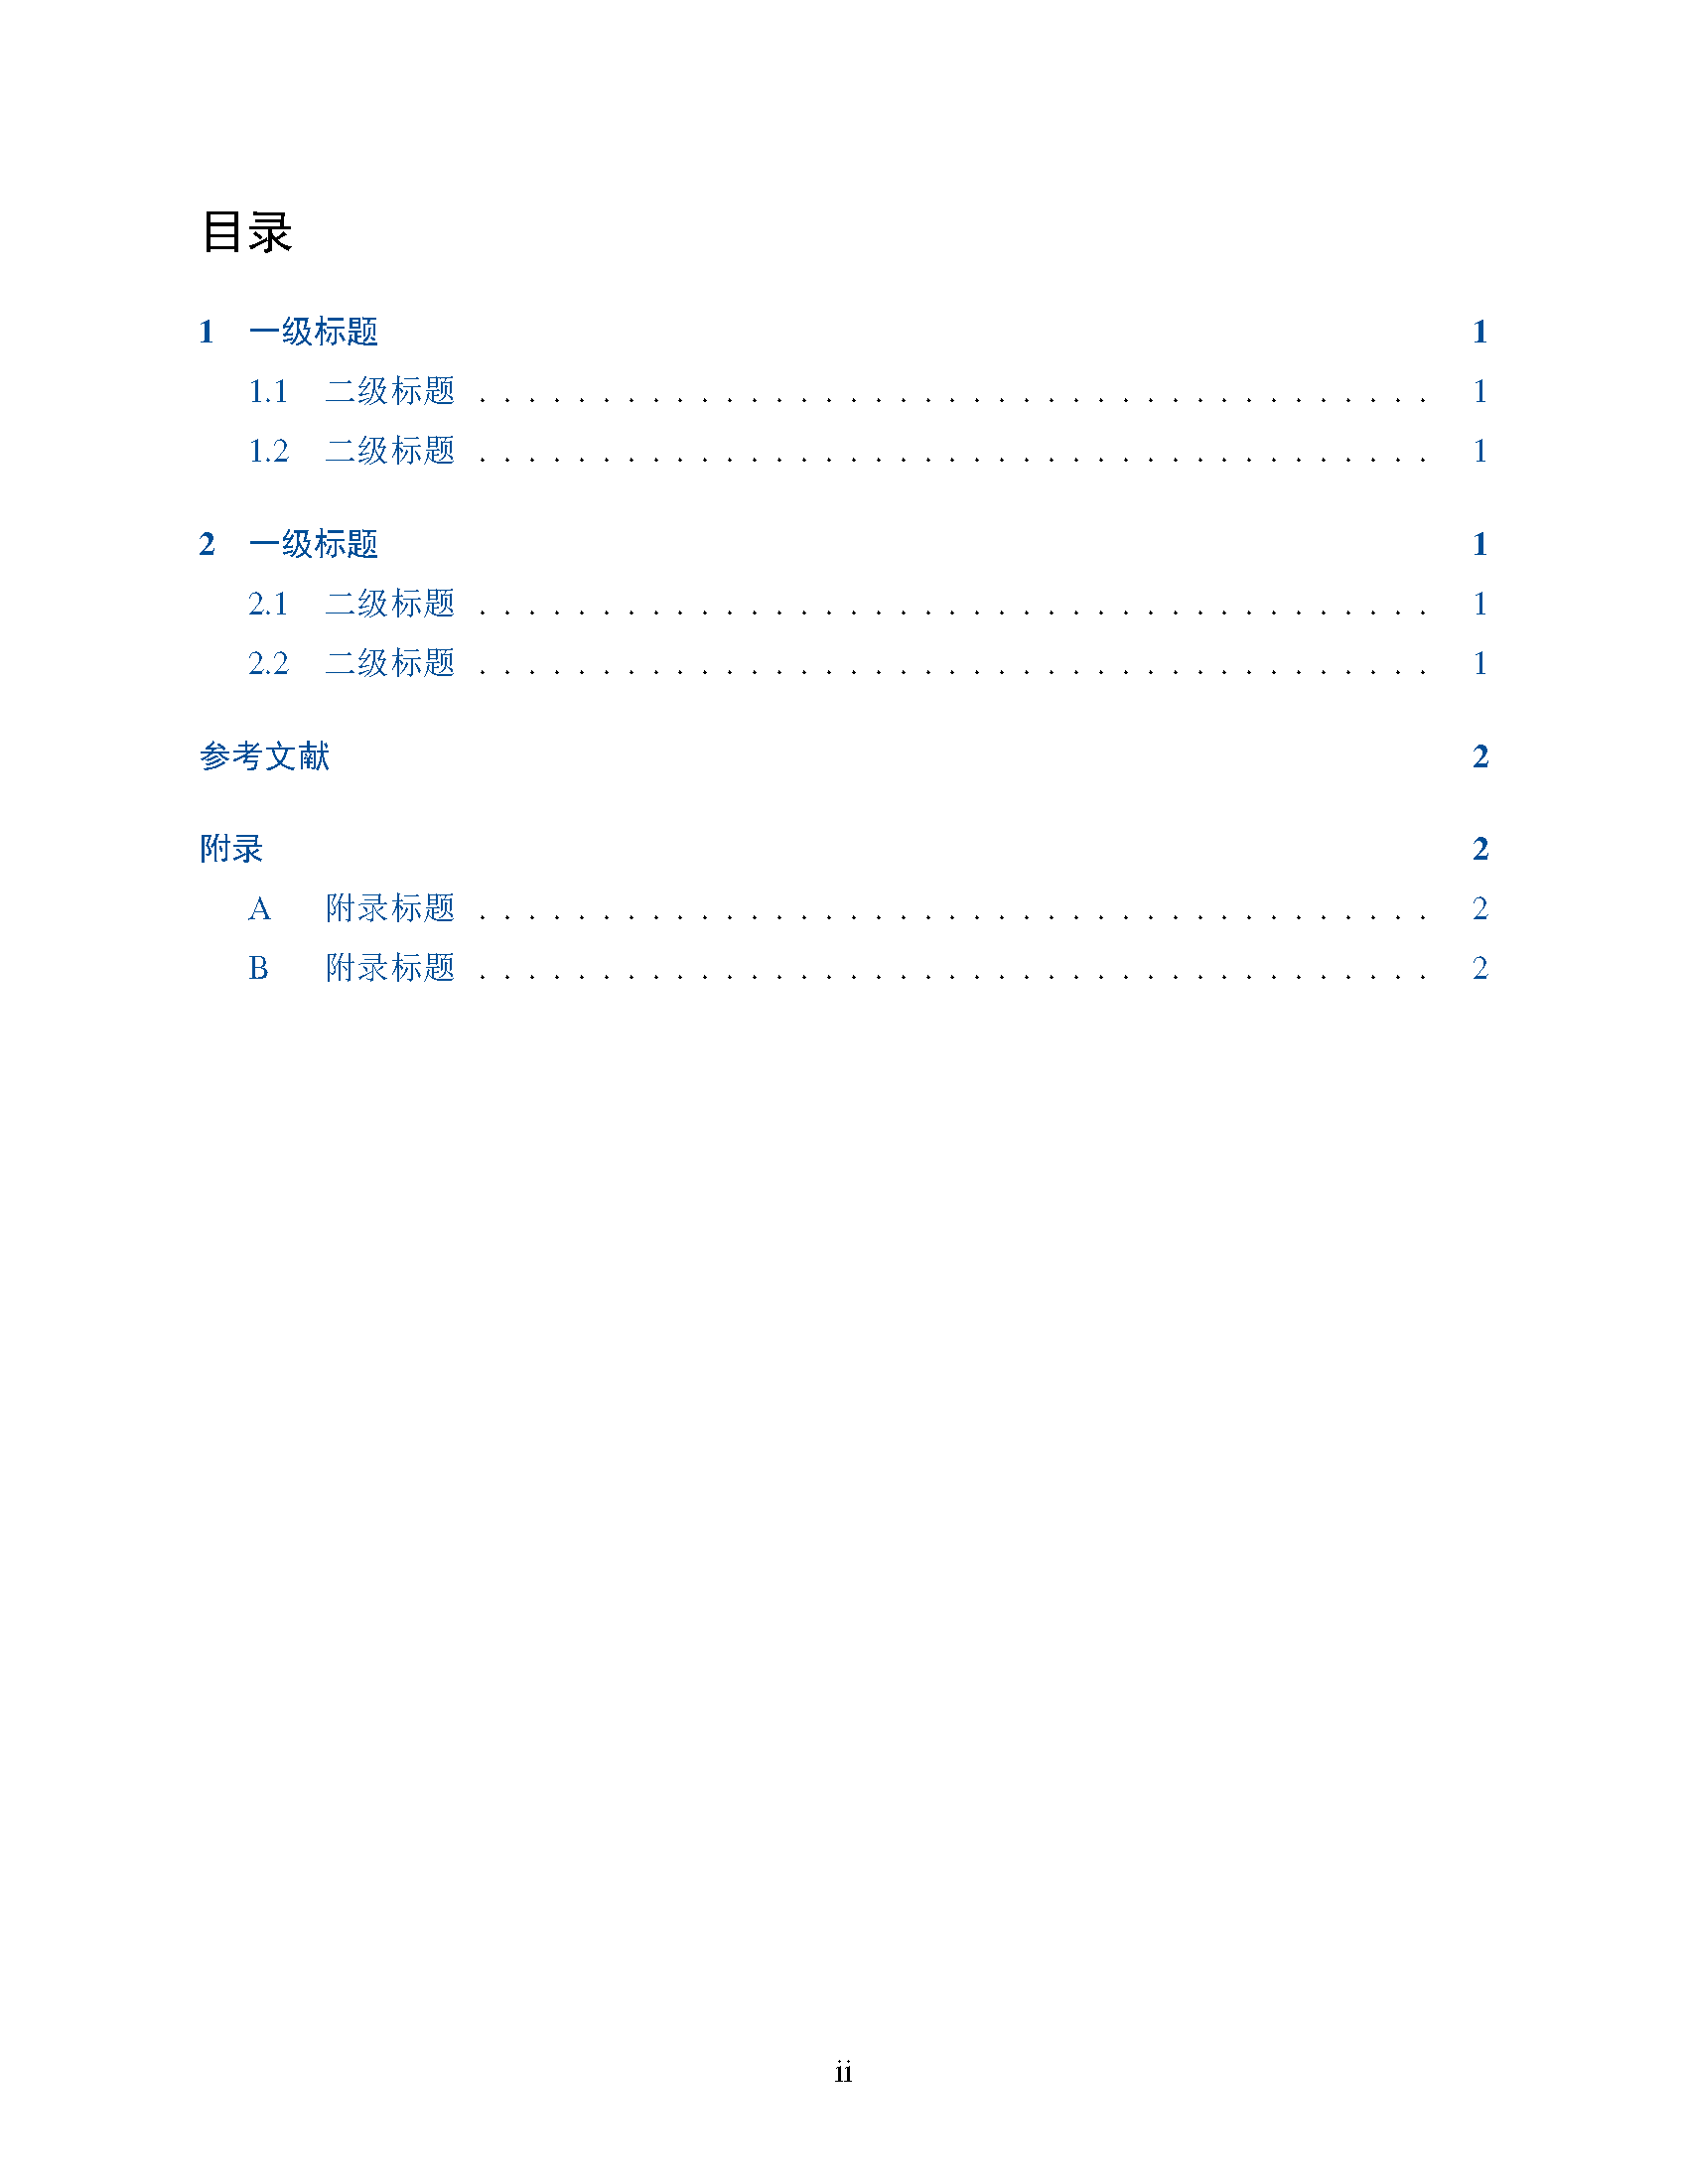 目录
1 一级标题 1
1.1 二级标题 . . . . . . . . . . . . . . . . . . . . . . . . . . . . . . . . . . . . . . . 1
1.2 二级标题 . . . . . . . . . . . . . . . . . . . . . . . . . . . . . . . . . . . . . . . 1
2 一级标题 1
2.1 二级标题 . . . . . . . . . . . . . . . . . . . . . . . . . . . . . . . . . . . . . . . 1
2.2 二级标题 . . . . . . . . . . . . . . . . . . . . . . . . . . . . . . . . . . . . . . . 1
参考文献 2
附录 2
A 附录标题 . . . . . . . . . . . . . . . . . . . . . . . . . . . . . . . . . . . . . . . 2
B 附录标题 . . . . . . . . . . . . . . . . . . . . . . . . . . . . . . . . . . . . . . . 2
ii